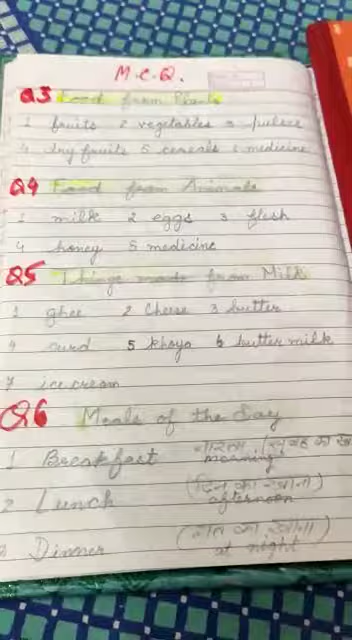 M.C.Q.
Q3 Food from Plants
1 fruits 2 vegetables 3 pulses
4 dry fruits 5 cereals 6 medicine
Q4 Food from Animals
1 milk 2 eggs 3 flesh
4 honey 5 medicine
Q5 Things made from Milk
1 ghee 2 cheese 3 butter
4 curd 5 khoya 6 butter milk
7 ice cream
Q6 Meals of the Day
1 Breakfast नाश्ता (सुबह का
morning
2 Lunch (दिन का खाना)
afternoon
3 Dinner (रात का खाना)
at night